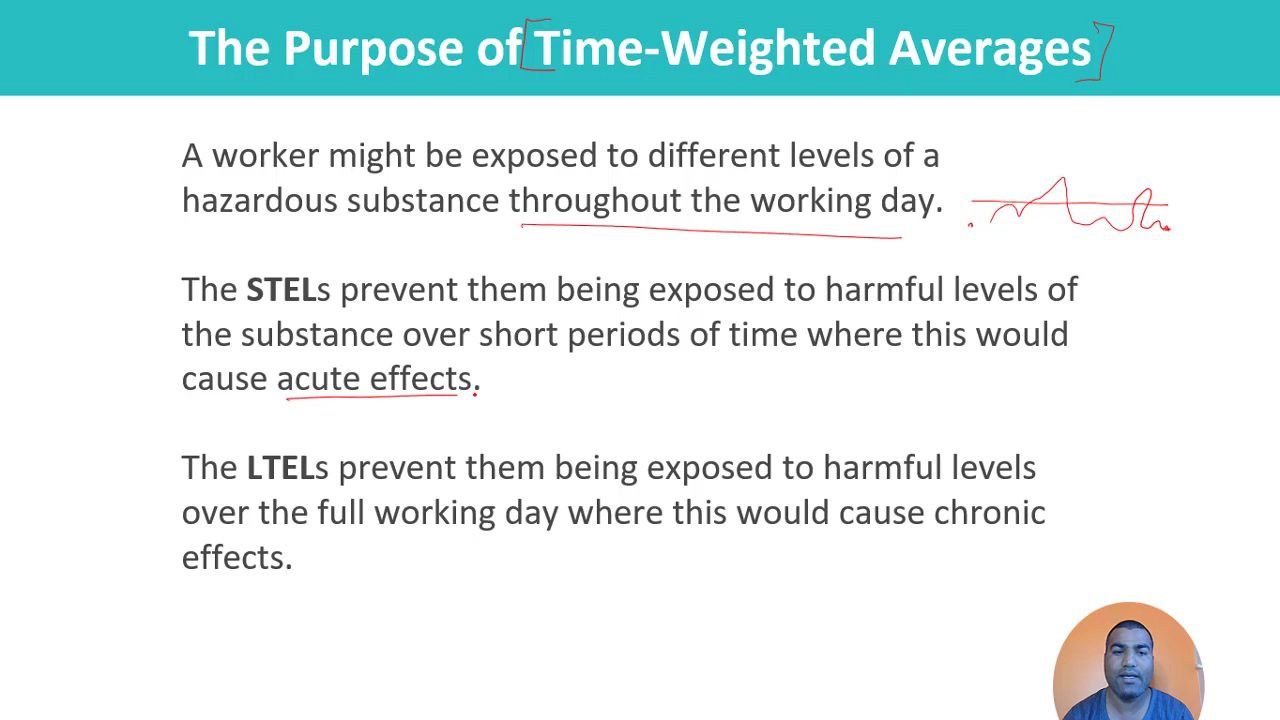 The Purpose of Time-Weighted Averages
A worker might be exposed to different levels of a
hazardous substance throughout the working day.
The STELs prevent them being exposed to harmful levels of
the substance over short periods of time where this would
cause acute effects.
The LTELs prevent them being exposed to harmful levels
over the full working day where this would cause chronic
effects.